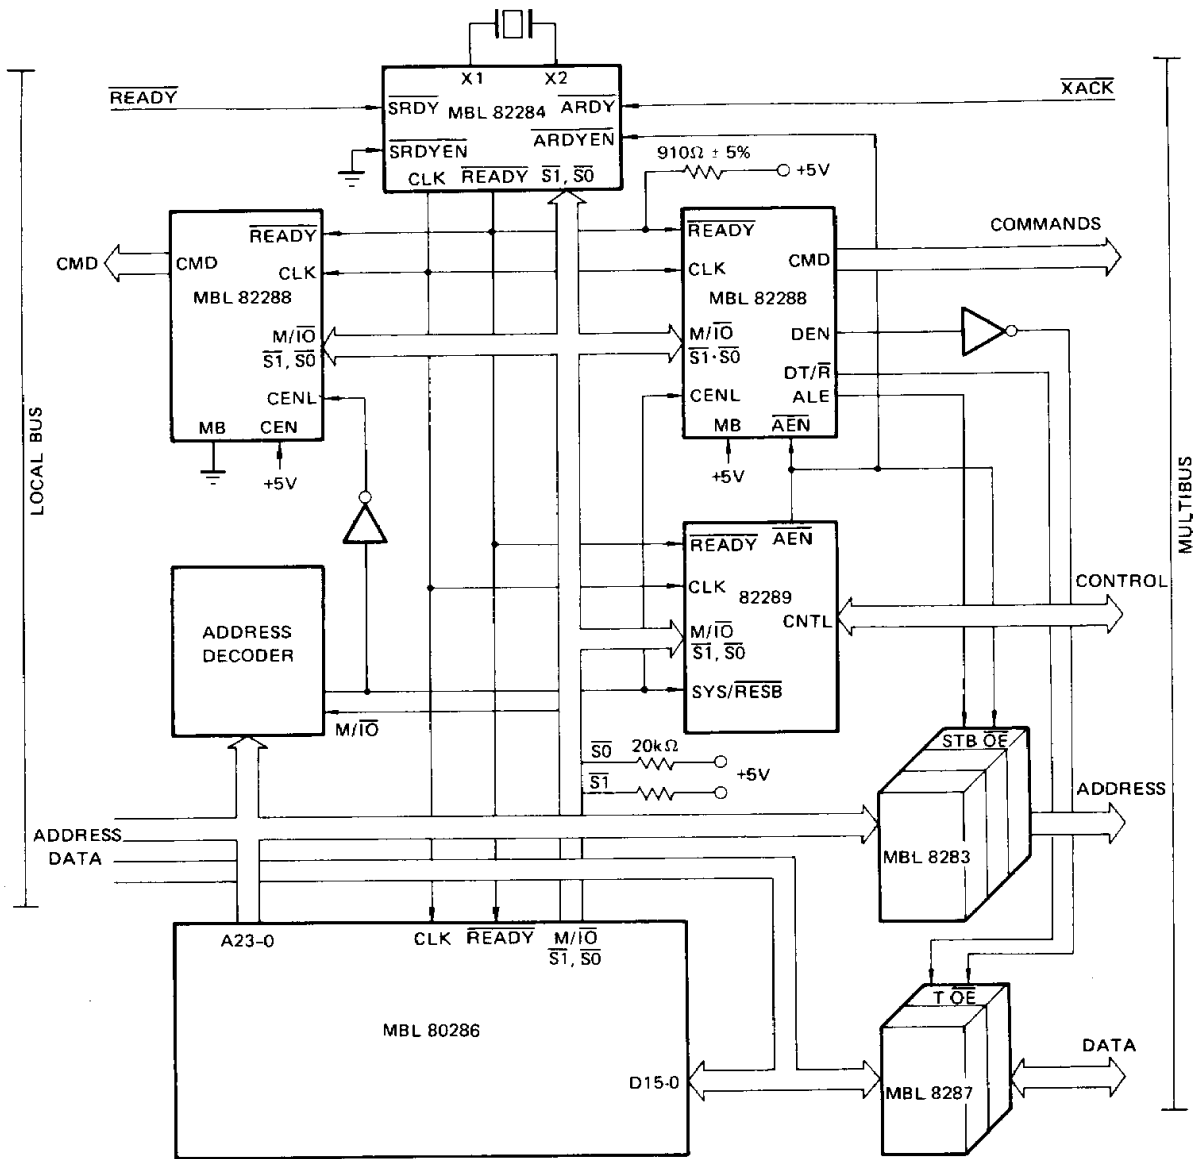 X1 X2
READY
SRDY
MBL 82284
ARDY
XACK
SRDYEN
ARDYEN
CLK READY S1, S0
910Ω ± 5%
+5V
READY
CMD
CMD
CLK
MBL 82288
M/IO
S1, S0
CENL
MB CEN
+5V
READY
CLK
CMD
COMMANDS
MBL 82288
M/IO
S1·S0
DEN
DT/R
CENL
ALE
MB AEN
+5V
LOCAL BUS
MULTIBUS
READY AEN
CLK
82289
M/IO
S1, S0
CNTL
CONTROL
SYS/RESB
ADDRESS
DECODER
M/IO
S0 20kΩ
S1
+5V
STB OE
ADDRESS
MBL 8283
ADDRESS
DATA
A23-0
CLK READY M/IO
S1, S0
MBL 80286
D15-0
T OE
MBL 8287
DATA